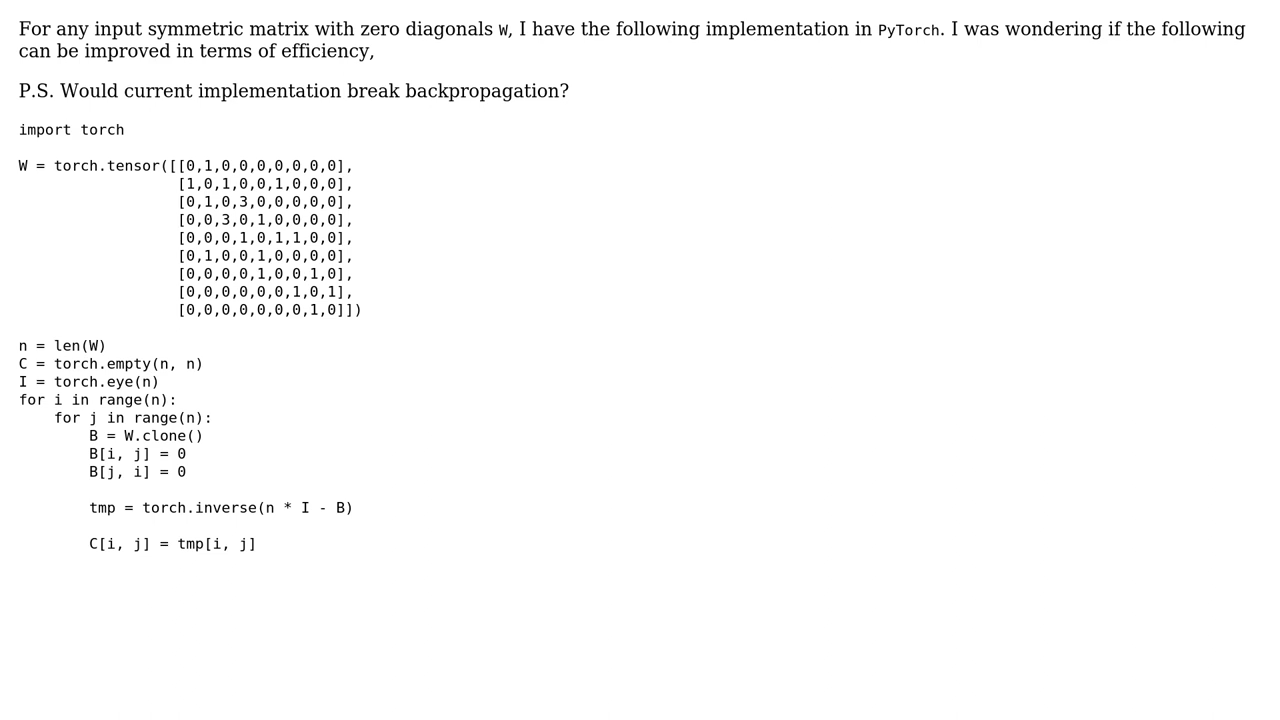 For any input symmetric matrix with zero diagonals W, I have the following implementation in PyTorch. I was wondering if the following
can be improved in terms of efficiency,
P.S. Would current implementation break backpropagation?
import torch
W = torch.tensor([[0,1,0,0,0,0,0,0,0],
                  [1,0,1,0,0,1,0,0,0],
                  [0,1,0,3,0,0,0,0,0],
                  [0,0,3,0,1,0,0,0,0],
                  [0,0,0,1,0,1,1,0,0],
                  [0,1,0,0,1,0,0,0,0],
                  [0,0,0,0,1,0,0,1,0],
                  [0,0,0,0,0,0,1,0,1],
                  [0,0,0,0,0,0,0,1,0]])
n = len(W)
C = torch.empty(n, n)
I = torch.eye(n)
for i in range(n):
    for j in range(n):
        B = W.clone()
        B[i, j] = 0
        B[j, i] = 0
        tmp = torch.inverse(n * I - B)
        C[i, j] = tmp[i, j]